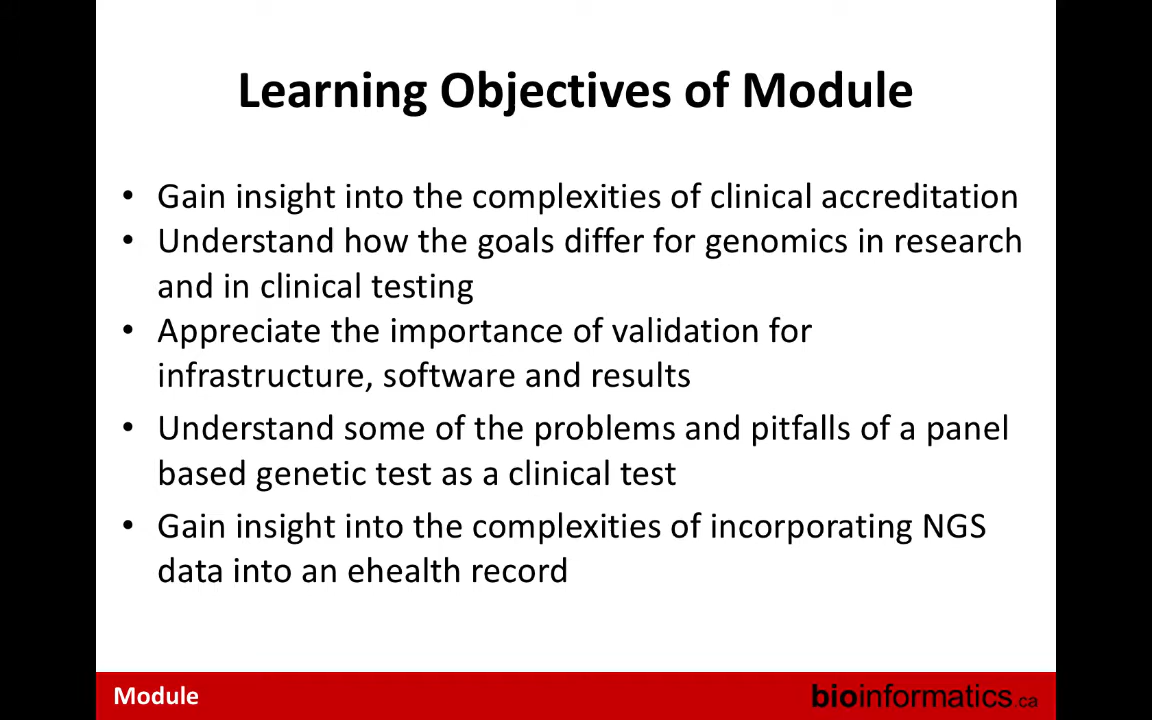 Learning Objectives of Module
• Gain insight into the complexities of clinical accreditation
• Understand how the goals differ for genomics in research
and in clinical testing
• Appreciate the importance of validation for
infrastructure, software and results
• Understand some of the problems and pitfalls of a panel
based genetic test as a clinical test
• Gain insight into the complexities of incorporating NGS
data into an ehealth record
Module
bioinformatics.ca